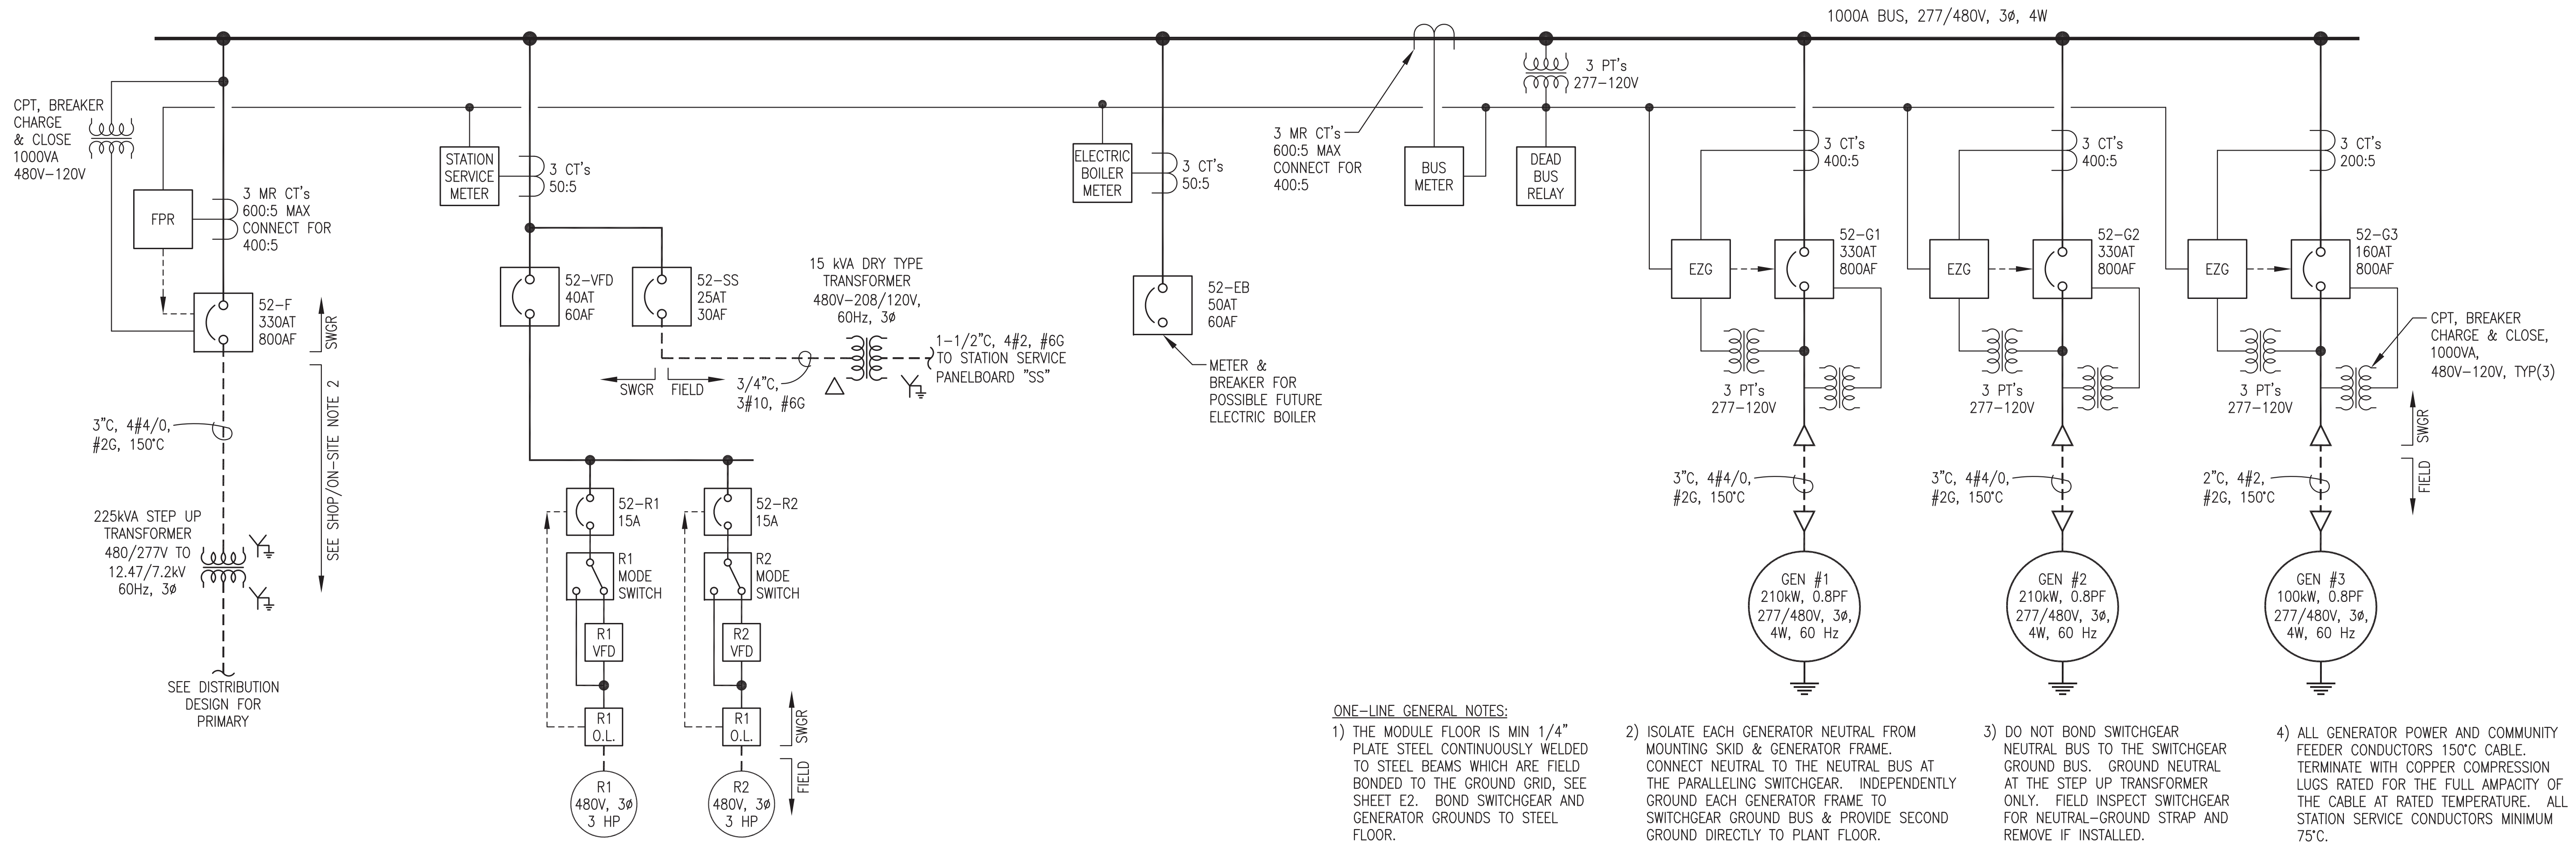 1000A BUS, 277/480V, 3ø, 4W
CPT, BREAKER
CHARGE
& CLOSE
1000VA
480V-120V
FPR
3 MR CT's
600:5 MAX
CONNECT FOR
400:5
52-F
330AT
800AF
SWGR
SEE SHOP/ON-SITE NOTE 2
3"C, 4#4/0,
#2G, 150°C
225kVA STEP UP
TRANSFORMER
480/277V TO
12.47/7.2kV
60Hz, 3ø
SEE DISTRIBUTION
DESIGN FOR
PRIMARY
STATION
SERVICE
METER
3 CT's
50:5
52-VFD
40AT
60AF
52-SS
25AT
30AF
15 kVA DRY TYPE
TRANSFORMER
480V-208/120V,
60Hz, 3ø
1-1/2"C, 4#2, #6G
TO STATION SERVICE
PANELBOARD "SS"
SWGR
FIELD
3/4"C,
3#10, #6G
52-R1
15A
52-R2
15A
R1
MODE
SWITCH
R2
MODE
SWITCH
R1
VFD
R2
VFD
R1
O.L.
R1
O.L.
SWGR
FIELD
R1
480V, 3ø
3 HP
R2
480V, 3ø
3 HP
ELECTRIC
BOILER
METER
3 CT's
50:5
52-EB
50AT
60AF
METER &
BREAKER FOR
POSSIBLE FUTURE
ELECTRIC BOILER
3 MR CT's
600:5 MAX
CONNECT FOR
400:5
BUS
METER
3 PT's
277-120V
DEAD
BUS
RELAY
3 CT's
400:5
EZG
52-G1
330AT
800AF
3 PT's
277-120V
3"C, 4#4/0,
#2G, 150°C
GEN #1
210kW, 0.8PF
277/480V, 3ø,
4W, 60 Hz
3 CT's
400:5
EZG
52-G2
330AT
800AF
3 PT's
277-120V
3"C, 4#4/0,
#2G, 150°C
GEN #2
210kW, 0.8PF
277/480V, 3ø,
4W, 60 Hz
3 CT's
200:5
EZG
52-G3
160AT
800AF
3 PT's
277-120V
CPT, BREAKER
CHARGE & CLOSE,
1000VA,
480V-120V, TYP(3)
SWGR
FIELD
2"C, 4#2,
#2G, 150°C
GEN #3
100kW, 0.8PF
277/480V, 3ø,
4W, 60 Hz
ONE-LINE GENERAL NOTES:
1) THE MODULE FLOOR IS MIN 1/4"
PLATE STEEL CONTINUOUSLY WELDED
TO STEEL BEAMS WHICH ARE FIELD
BONDED TO THE GROUND GRID, SEE
SHEET E2. BOND SWITCHGEAR AND
GENERATOR GROUNDS TO STEEL
FLOOR.
2) ISOLATE EACH GENERATOR NEUTRAL FROM
MOUNTING SKID & GENERATOR FRAME.
CONNECT NEUTRAL TO THE NEUTRAL BUS AT
THE PARALLELING SWITCHGEAR. INDEPENDENTLY
GROUND EACH GENERATOR FRAME TO
SWITCHGEAR GROUND BUS & PROVIDE SECOND
GROUND DIRECTLY TO PLANT FLOOR.
3) DO NOT BOND SWITCHGEAR
NEUTRAL BUS TO THE SWITCHGEAR
GROUND BUS. GROUND NEUTRAL
AT THE STEP UP TRANSFORMER
ONLY. FIELD INSPECT SWITCHGEAR
FOR NEUTRAL-GROUND STRAP AND
REMOVE IF INSTALLED.
4) ALL GENERATOR POWER AND COMMUNITY
FEEDER CONDUCTORS 150°C CABLE.
TERMINATE WITH COPPER COMPRESSION
LUGS RATED FOR THE FULL AMPACITY OF
THE CABLE AT RATED TEMPERATURE. ALL
STATION SERVICE CONDUCTORS MINIMUM
75°C.